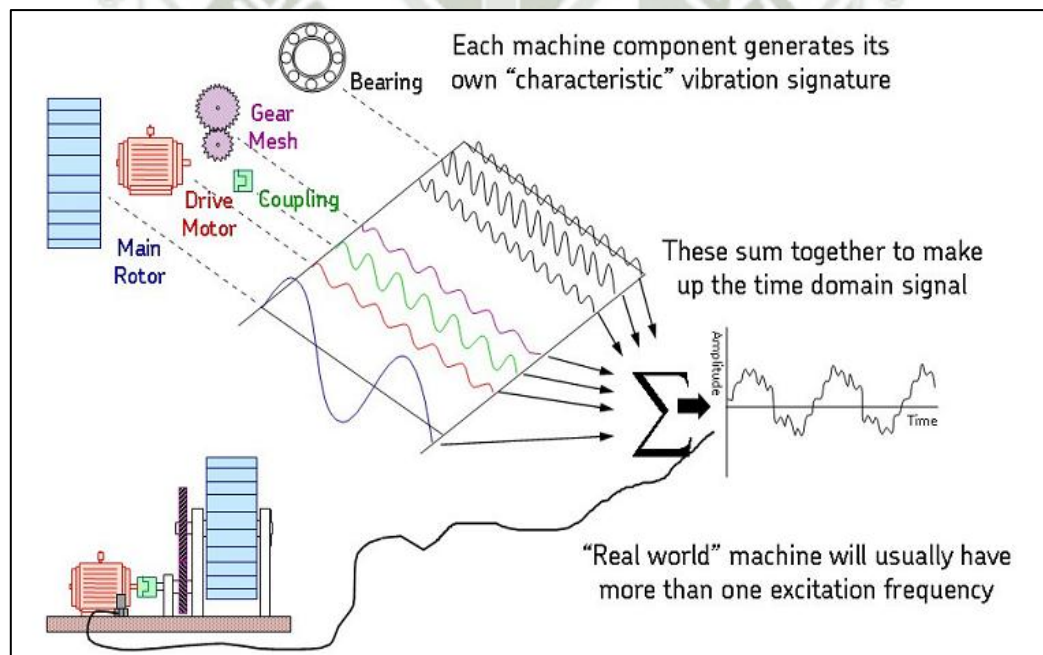 Each machine component generates its
own “characteristic” vibration signature
Bearing
Gear
Mesh
Coupling
Drive
Motor
Main
Rotor
These sum together to make
up the time domain signal
Amplitude
Σ
Time
“Real world” machine will usually have
more than one excitation frequency